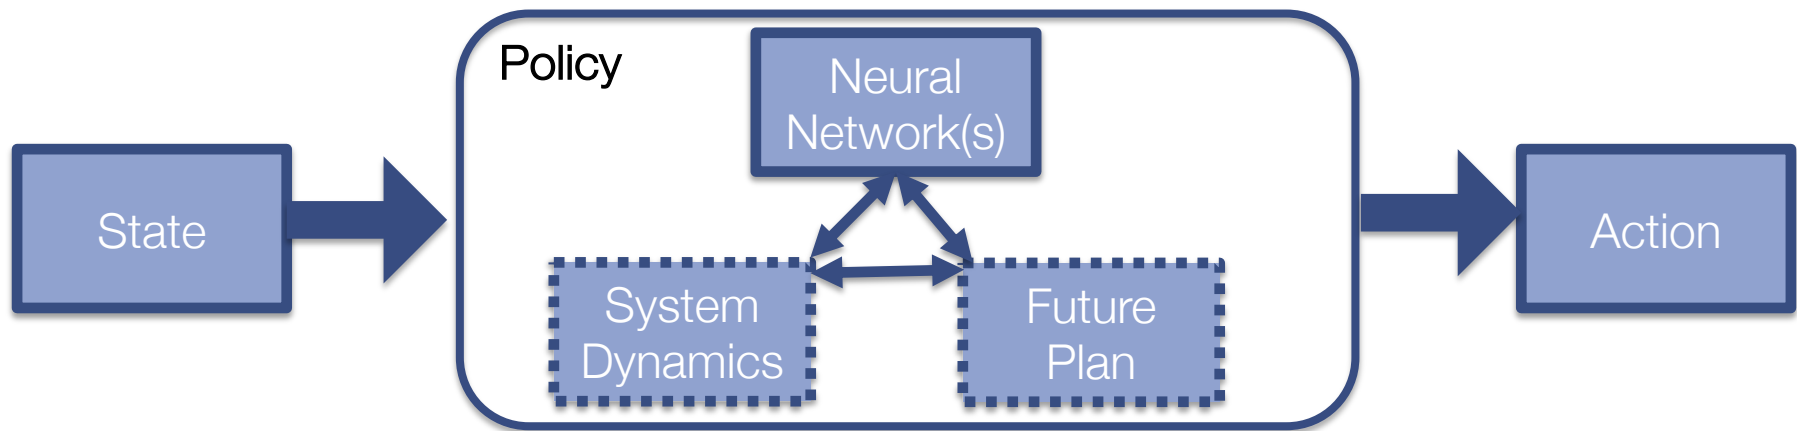 Policy
Neural
Network(s)
State
Action
System
Dynamics
Future
Plan